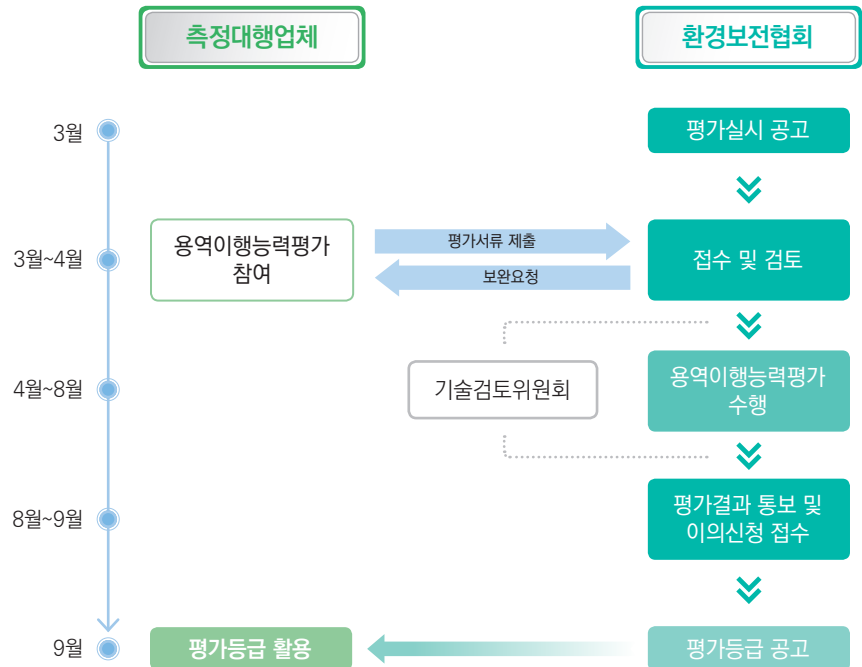 측정대행업체
환경보전협회
3월
평가실시 공고
3월~4월
용역이행능력평가
참여
평가서류 제출
보완요청
접수 및 검토
4월~8월
기술검토위원회
용역이행능력평가
수행
8월~9월
평가결과 통보 및
이의신청 접수
9월
평가등급 활용
평가등급 공고